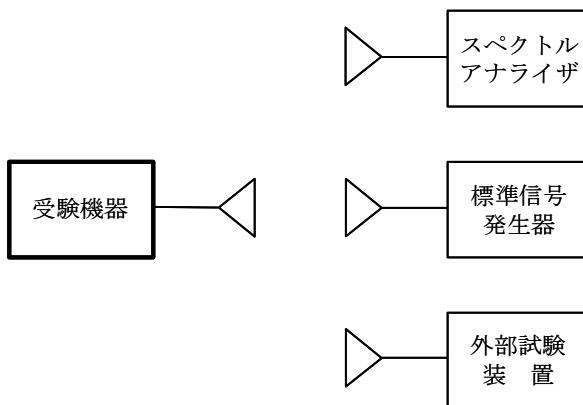 スペクトル
アナライザ
受験機器
標準信号
発生器
外部試験
装　置